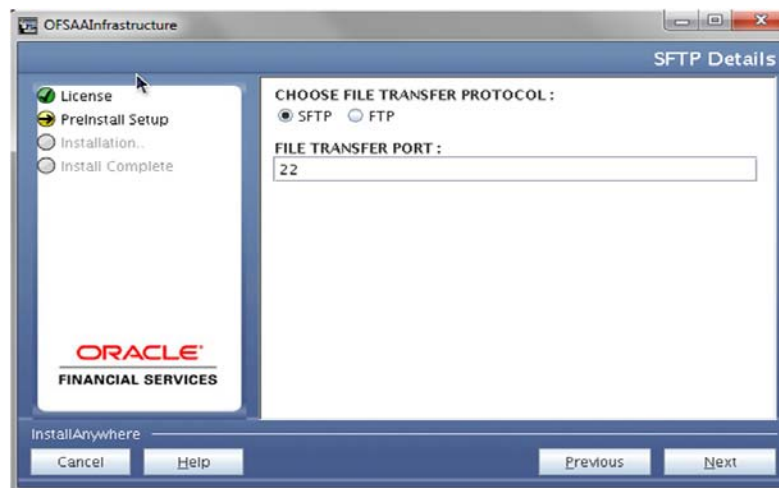 OFSAAInfrastructure
SFTP Details
License
PreInstall Setup
Installation..
Install Complete
ORACLE
FINANCIAL SERVICES
CHOOSE FILE TRANSFER PROTOCOL :
SFTP FTP
FILE TRANSFER PORT :
22
InstallAnywhere
Cancel Help Previous Next